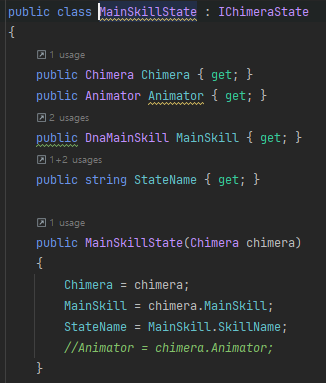 public class MainSkillState : IChimeraState
{
1 usage
public Chimera Chimera { get; }
public Animator Animator { get; }
2 usages
public DnaMainSkill MainSkill { get; }
1+2 usages
public string StateName { get; }
1 usage
public MainSkillState(Chimera chimera)
{
Chimera = chimera;
MainSkill = chimera.MainSkill;
StateName = MainSkill.SkillName;
//Animator = chimera.Animator;
}